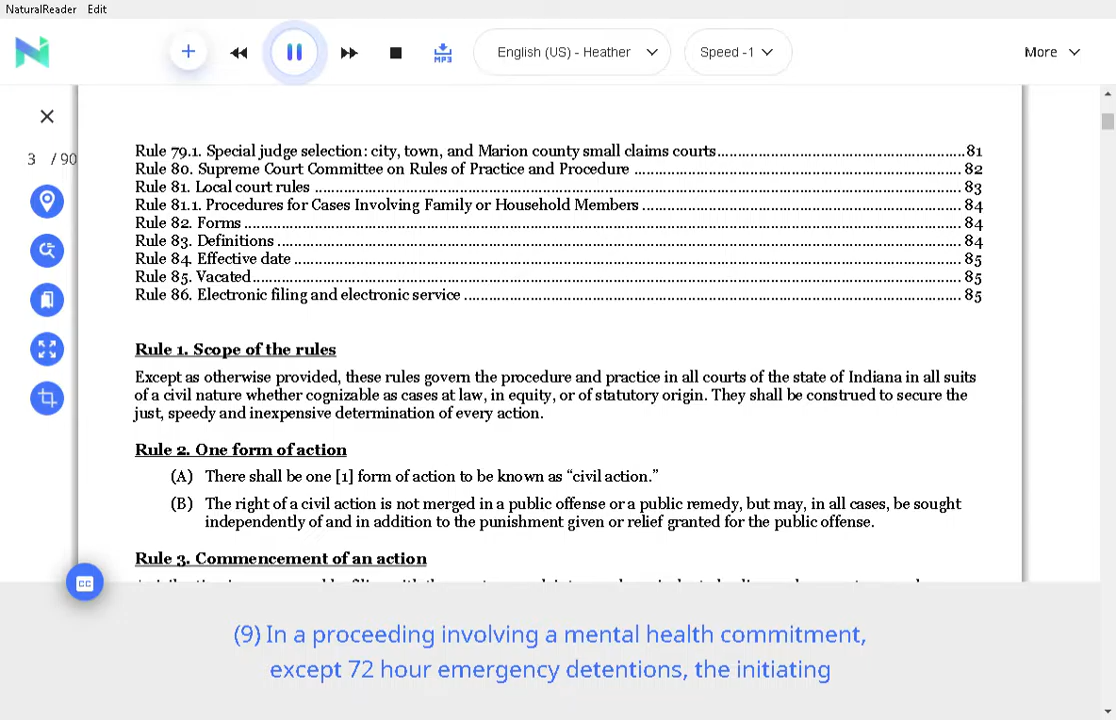 NaturalReader Edit
English (US) - Heather
Speed -1
More
MP3
3 / 90
Rule 79.1. Special judge selection: city, town, and Marion county small claims courts.......................................................81
Rule 80. Supreme Court Committee on Rules of Practice and Procedure .......................................................................... 82
Rule 81. Local court rules .................................................................................................................................................. 83
Rule 81.1. Procedures for Cases Involving Family or Household Members ........................................................................ 84
Rule 82. Forms ................................................................................................................................................................. 84
Rule 83. Definitions .......................................................................................................................................................... 84
Rule 84. Effective date ...................................................................................................................................................... 85
Rule 85. Vacated............................................................................................................................................................... 85
Rule 86. Electronic filing and electronic service ................................................................................................................ 85
Rule 1. Scope of the rules
Except as otherwise provided, these rules govern the procedure and practice in all courts of the state of Indiana in all suits
of a civil nature whether cognizable as cases at law, in equity, or of statutory origin. They shall be construed to secure the
just, speedy and inexpensive determination of every action.
Rule 2. One form of action
(A) There shall be one [1] form of action to be known as “civil action.”
(B) The right of a civil action is not merged in a public offense or a public remedy, but may, in all cases, be sought
independently of and in addition to the punishment given or relief granted for the public offense.
Rule 3. Commencement of an action
CC
(9) In a proceeding involving a mental health commitment,
except 72 hour emergency detentions, the initiating